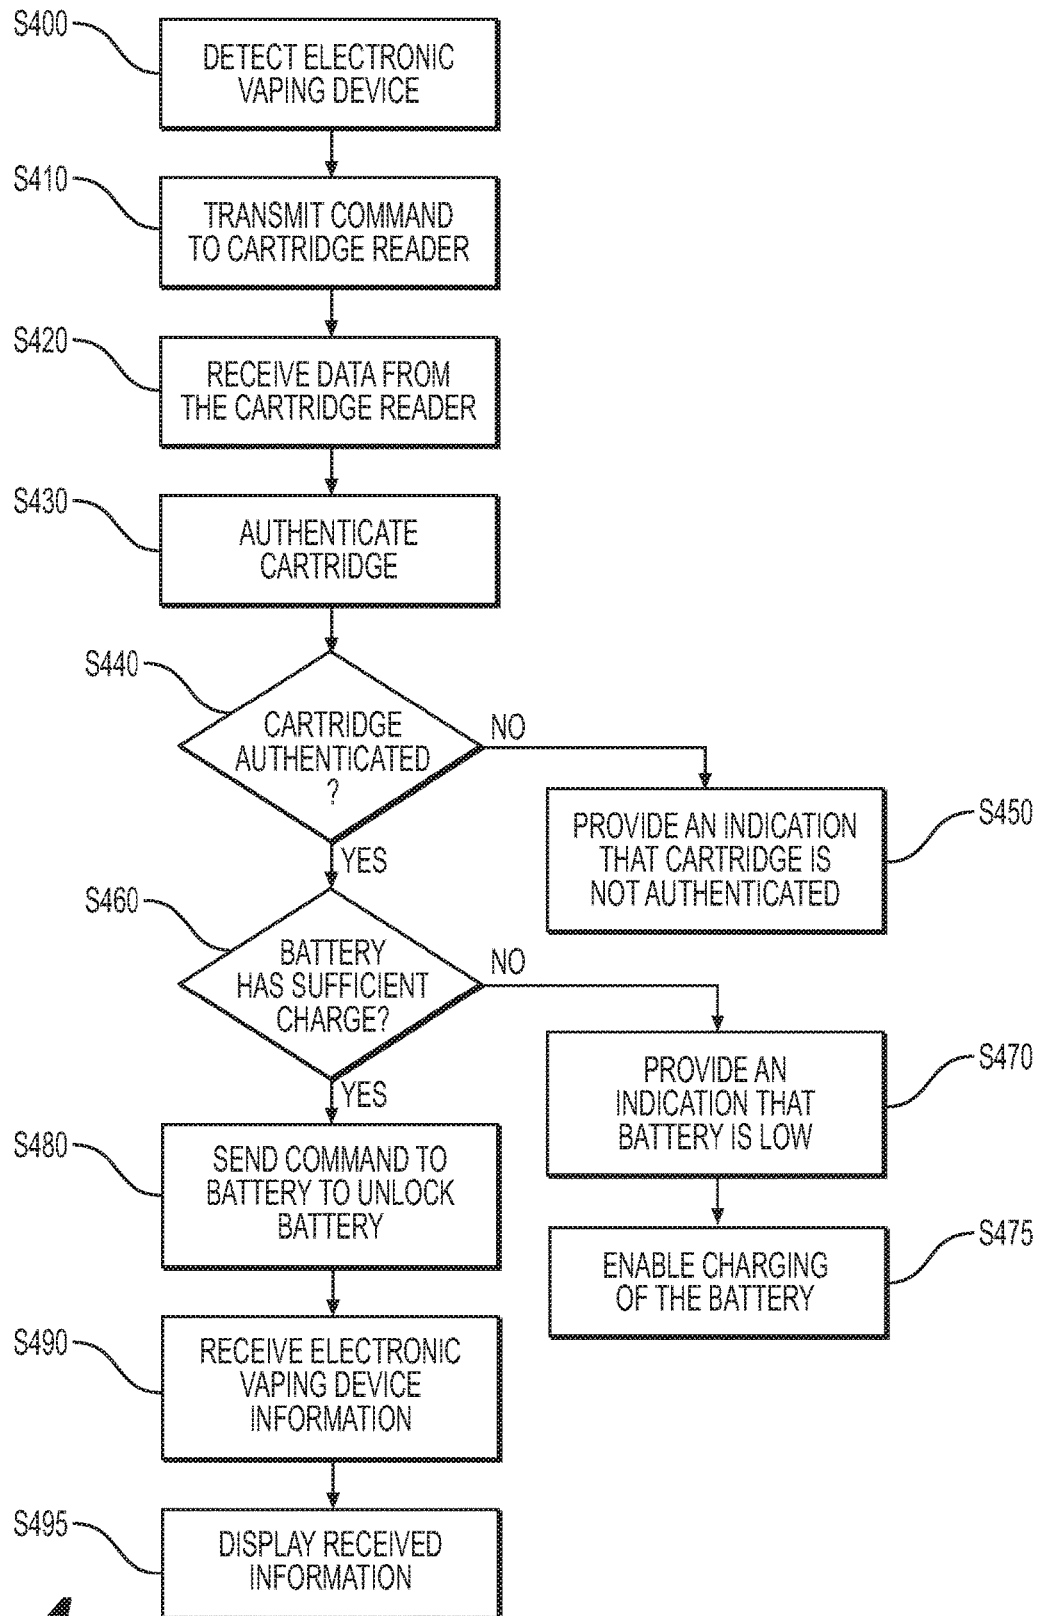 S400
DETECT ELECTRONIC
VAPING DEVICE
S410
TRANSMIT COMMAND
TO CARTRIDGE READER
S420
RECEIVE DATA FROM
THE CARTRIDGE READER
S430
AUTHENTICATE
CARTRIDGE
S440
CARTRIDGE
AUTHENTICATED
?
NO
S450
PROVIDE AN INDICATION
THAT CARTRIDGE IS
NOT AUTHENTICATED
YES
S460
BATTERY
HAS SUFFICIENT
CHARGE?
NO
S470
PROVIDE AN
INDICATION THAT
BATTERY IS LOW
YES
S480
SEND COMMAND TO
BATTERY TO UNLOCK
BATTERY
S475
ENABLE CHARGING
OF THE BATTERY
S490
RECEIVE ELECTRONIC
VAPING DEVICE
INFORMATION
S495
DISPLAY RECEIVED
INFORMATION